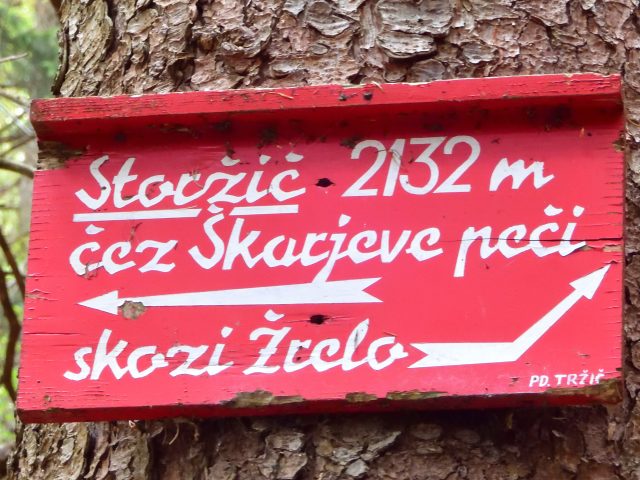 Storžič 2132 m
čez Škarjeve peči
skozi Žrelo
PD. TRŽIČ